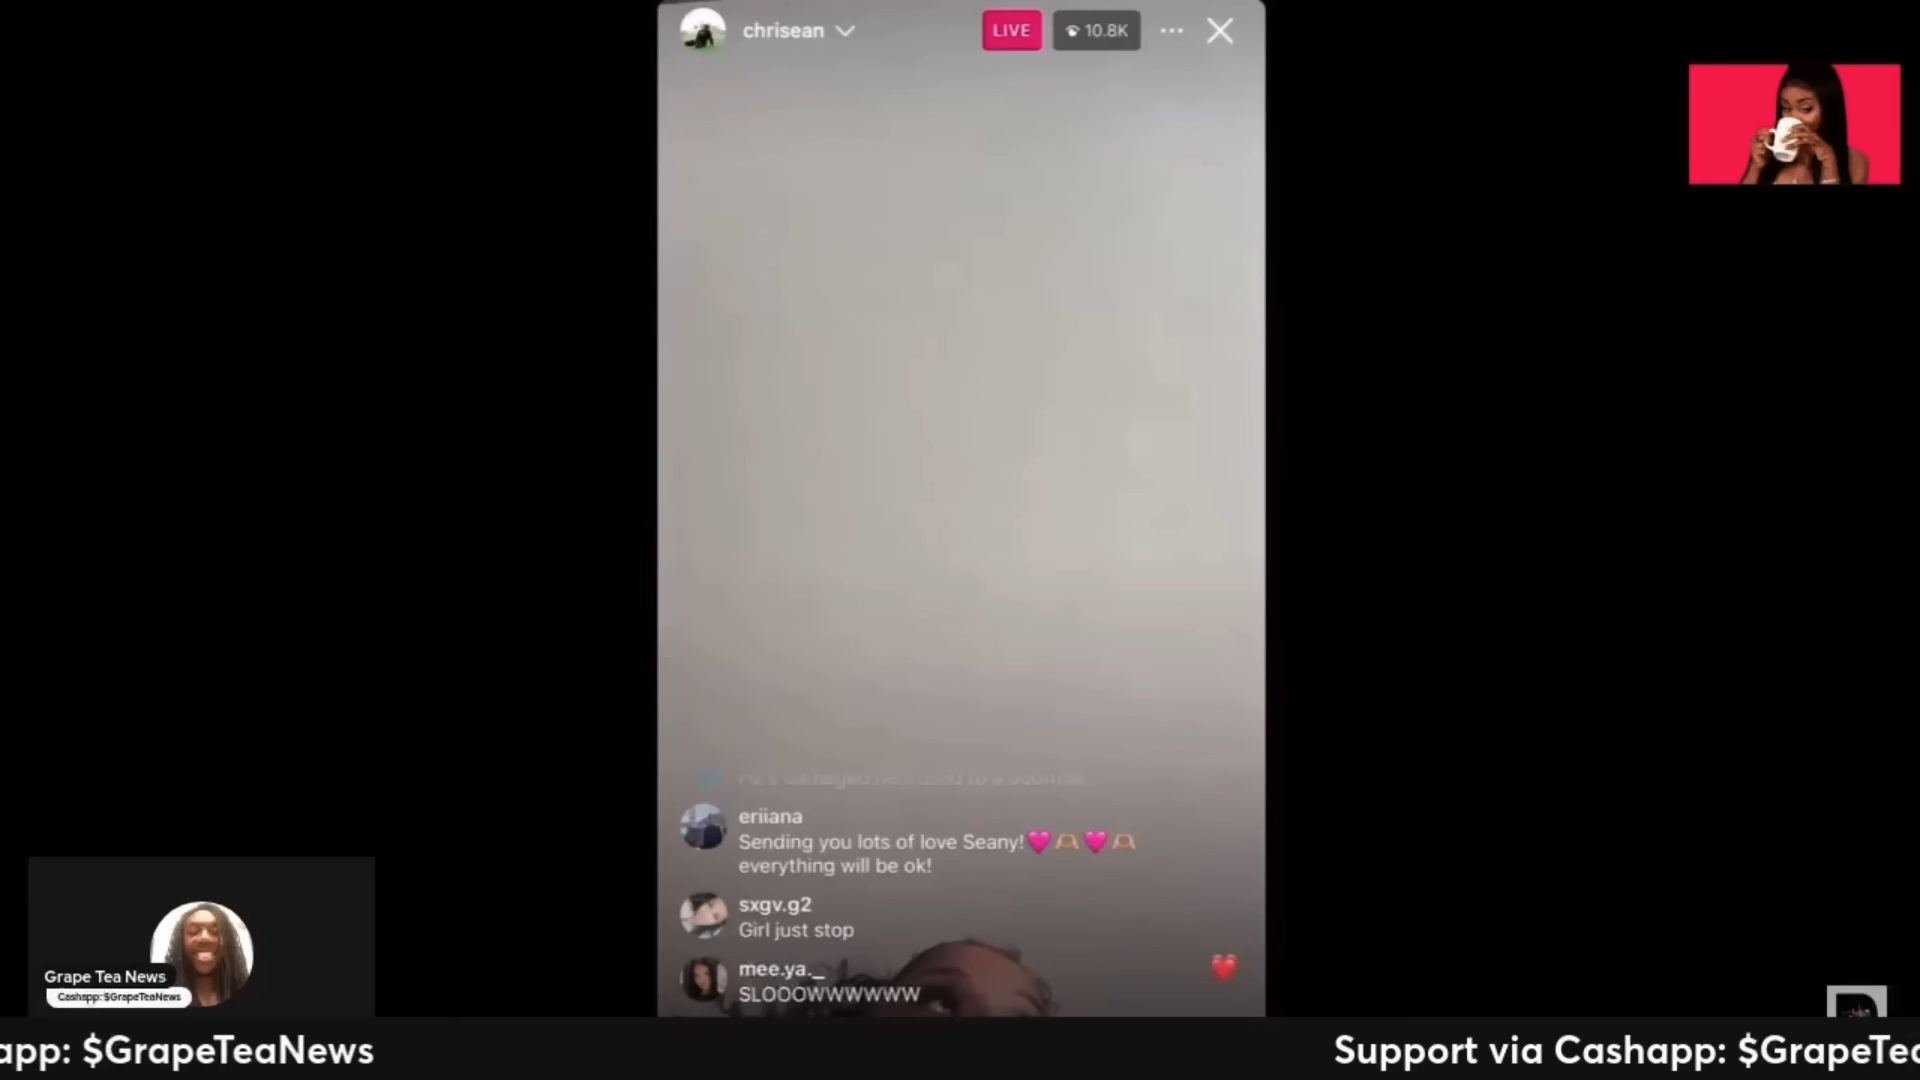 chrisean
LIVE
10.8K
eriiana
Sending you lots of love Seany!💗🫶🏽💗🫶🏽
everything will be ok!
sxgv.g2
Girl just stop
mee.ya._
SLOOOWWWWWW
Grape Tea News
Cashapp:$GrapeTeaNews
app: $GrapeTeaNews
Support via Cashapp: $GrapeTea